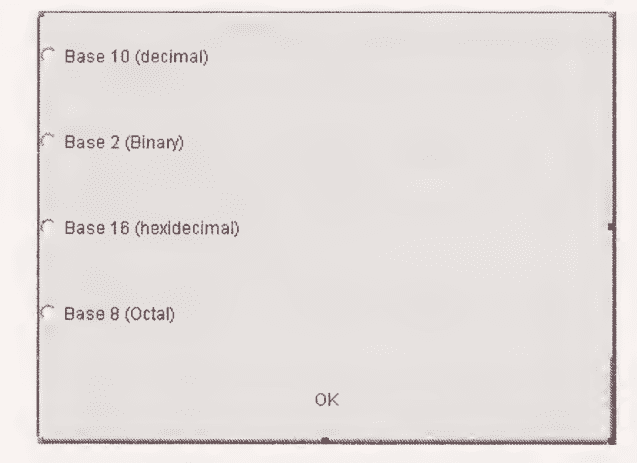 Base 10 (decimal)
Base 2 (Binary)
Base 16 (hexidecimal)
Base 8 (Octal)
OK